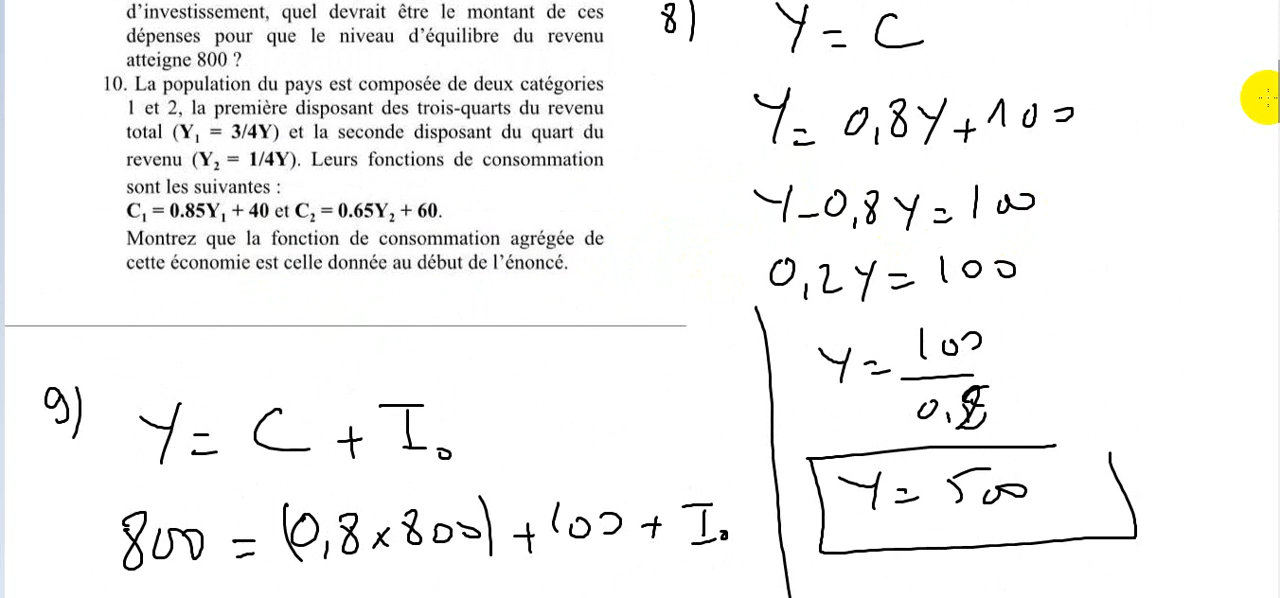 d'investissement, quel devrait être le montant de ces
dépenses pour que le niveau d'équilibre du revenu
atteigne 800 ?
10. La population du pays est composée de deux catégories
1 et 2, la première disposant des trois-quarts du revenu
total (Y₁ = 3/4Y) et la seconde disposant du quart du
revenu (Y₂ = 1/4Y). Leurs fonctions de consommation
sont les suivantes :
C₁ = 0.85Y₁ + 40 et C₂ = 0.65Y₂ + 60.
Montrez que la fonction de consommation agrégée de
cette économie est celle donnée au début de l'énoncé.
8) Y = C
Y = 0,8Y + 100
Y - 0,8Y = 100
0,2Y = 100
Y = 100
0,2
Y = 500
9) Y = C + I₀
800 = (0,8 x 800) + 100 + I₀